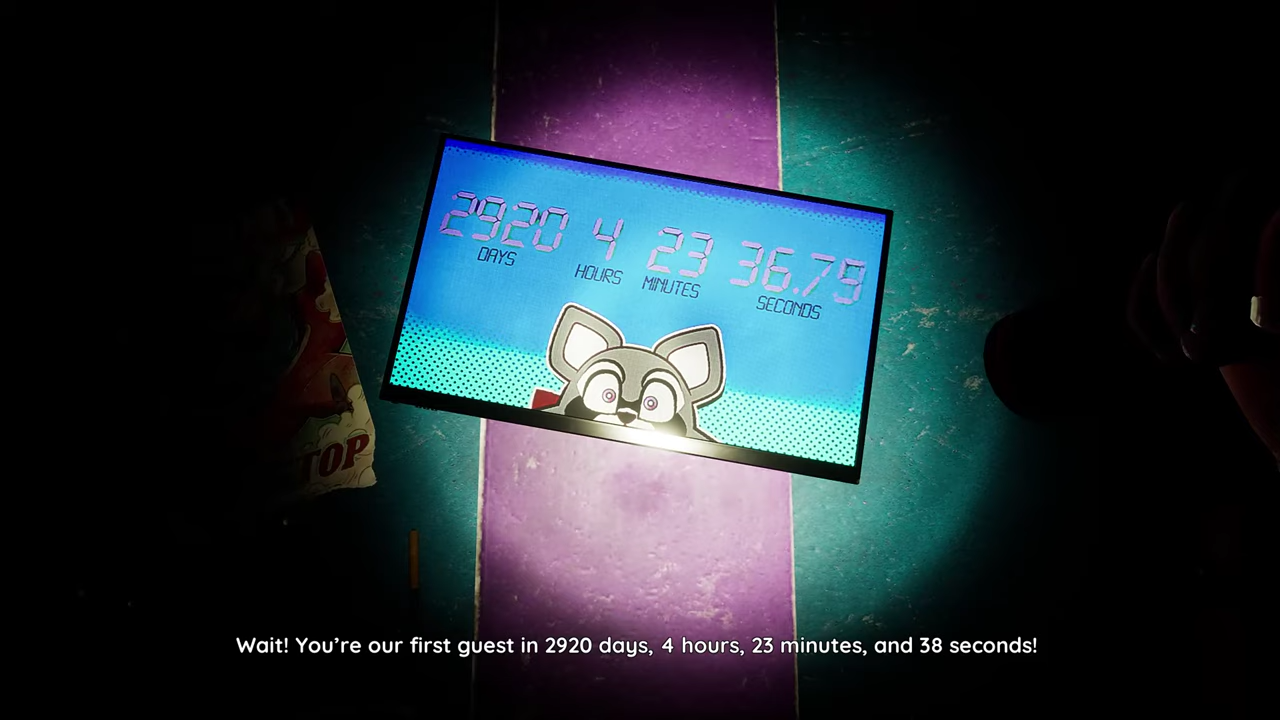 2920 4 23 36.79
DAYS HOURS MINUTES SECONDS
TOP
Wait! You're our first guest in 2920 days, 4 hours, 23 minutes, and 38 seconds!